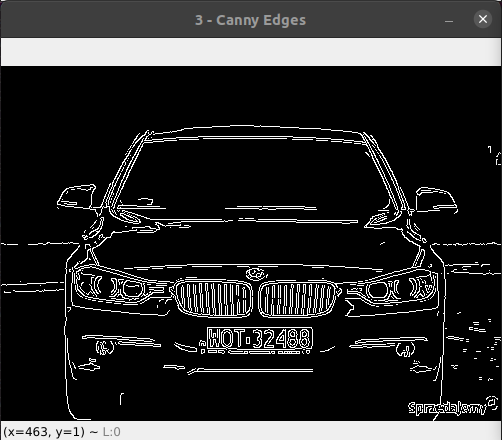 3 - Canny Edges
WOT·32488
Sprzedajemy
(x=463, y=1) ~ L:0